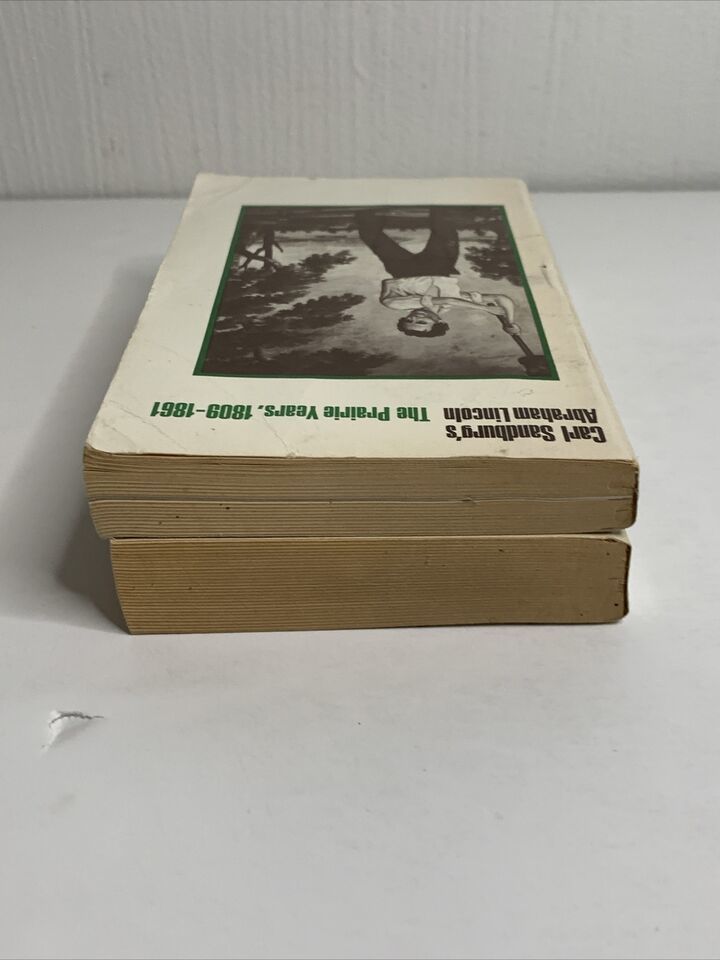 Carl Sandburg's
Abraham Lincoln
The Prairie Years, 1809-1861